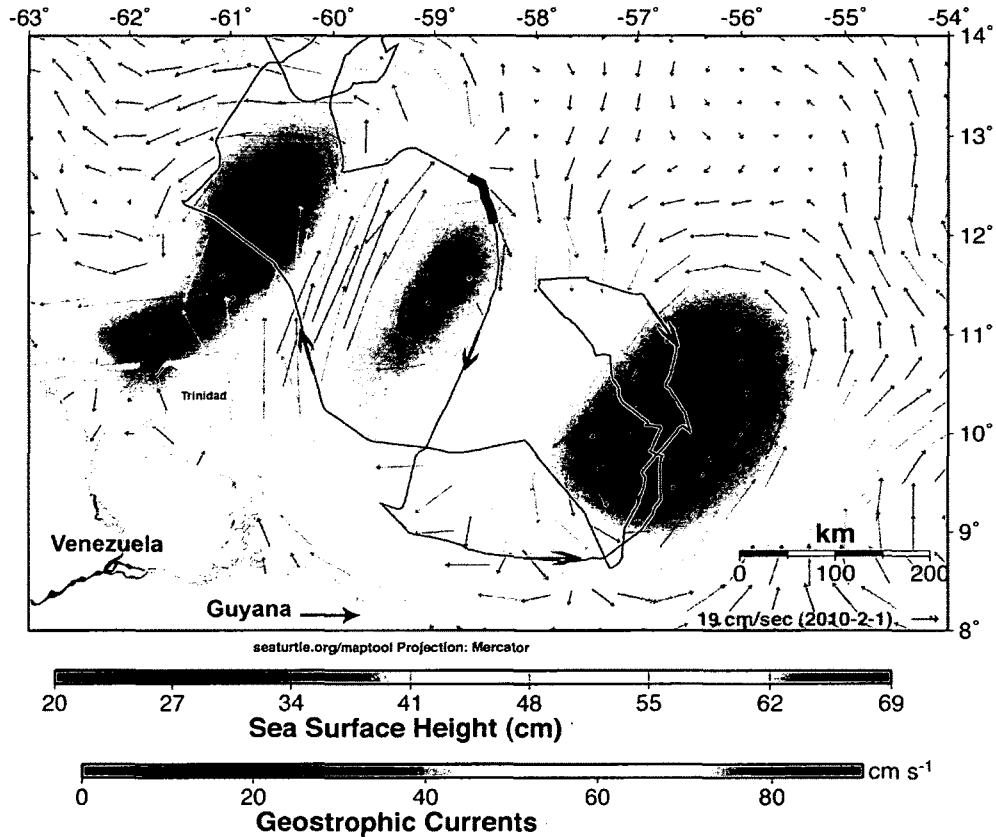 -62° -61° -60° -59° -58° -57° -56° -55° -54°
-63 14°
13°
12°
11°
Trinidad
10°
9°
Venezuela
km
0 100 200
Guyana
19 cm/sec (2010-2-1)
8°
seaturtle.org/maptool Projection: Mercator
20 27 34 41 48 55 62 69
Sea Surface Height (cm)
cm s-1
0 20 40 60 80
Geostrophic Currents